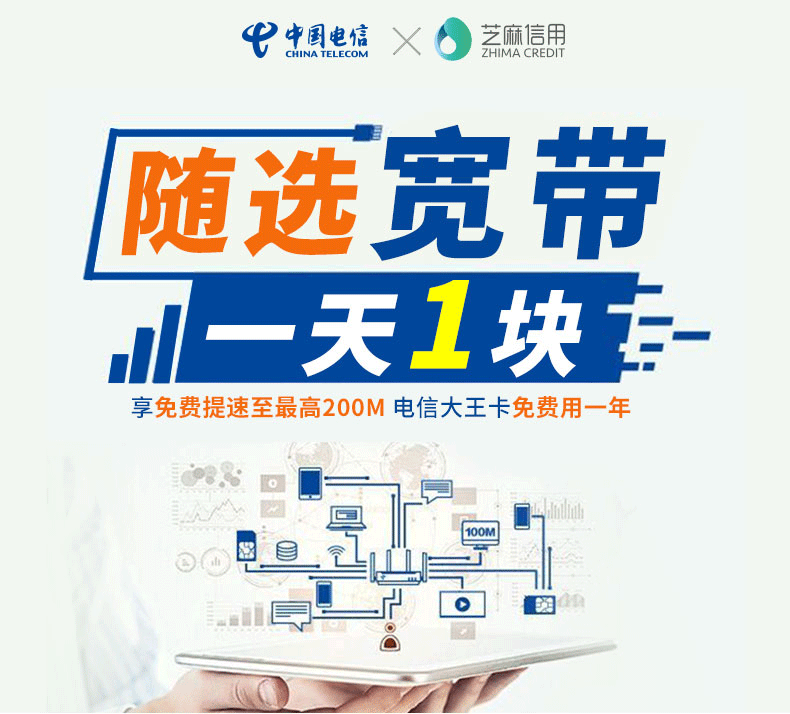 中国电信
CHINA TELECOM
芝麻信用
ZHIMA CREDIT
随选宽带
一天1块
享免费提速至最高200M 电信大王卡免费用一年
100M